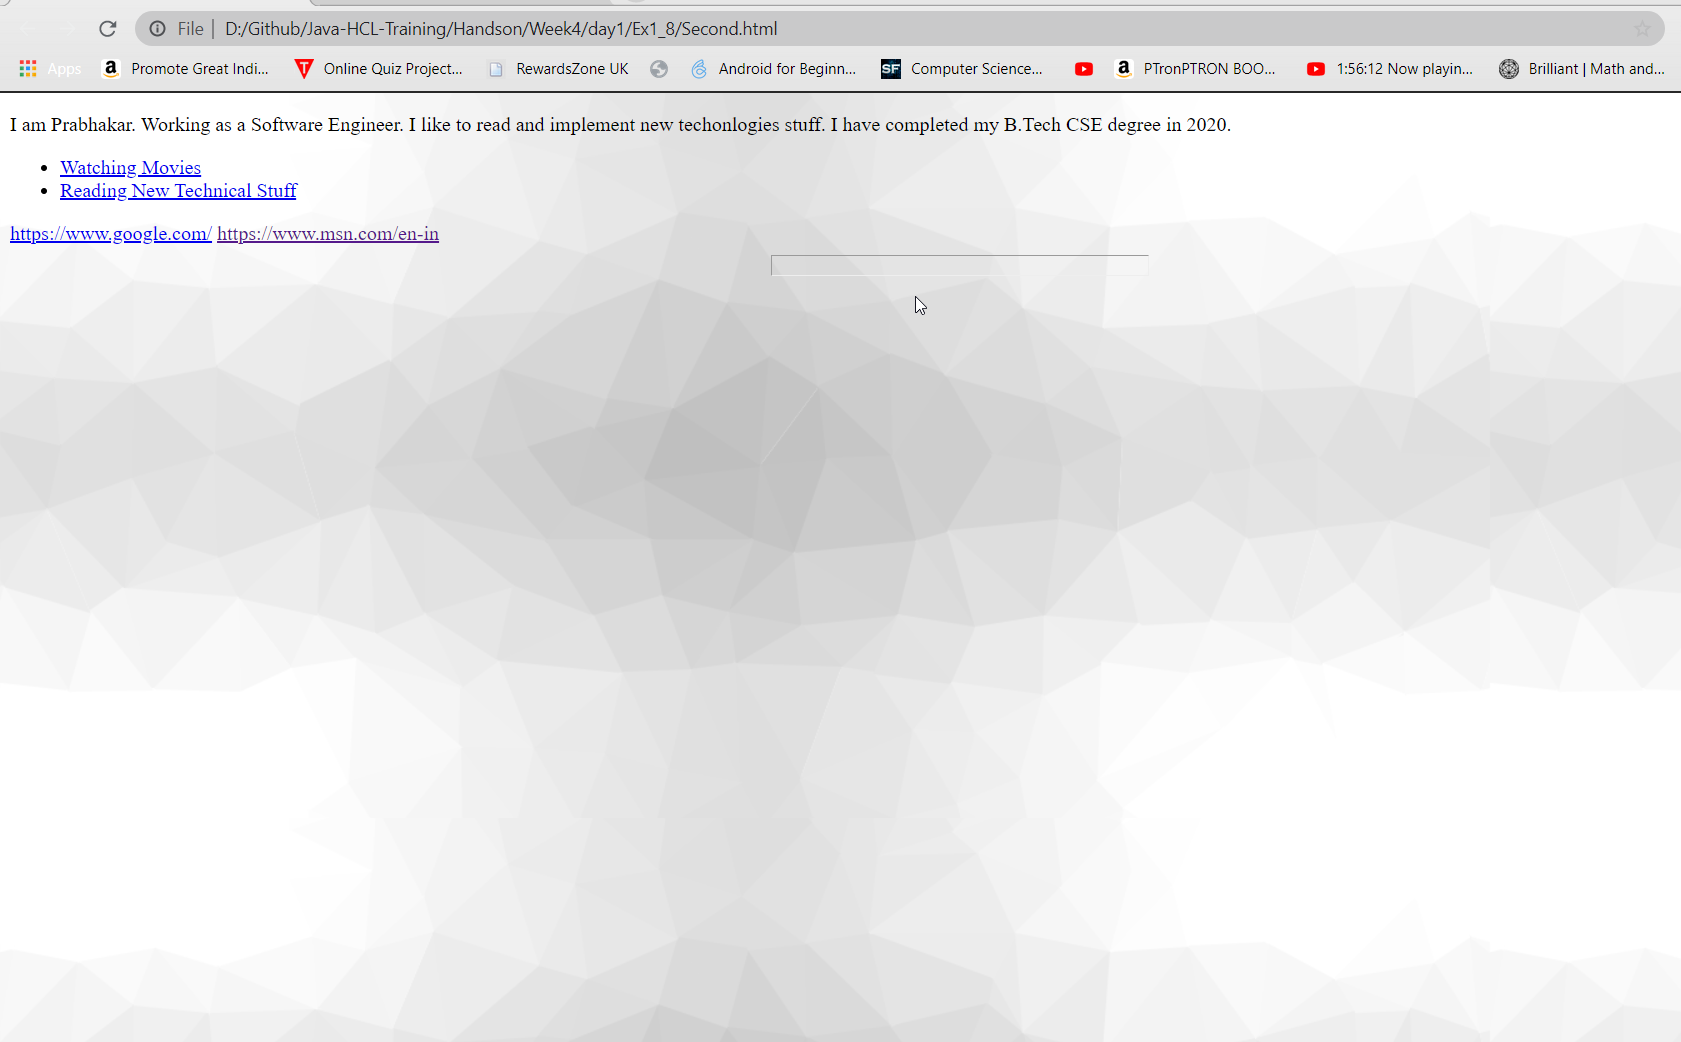 File | D:/Github/Java-HCL-Training/Handson/Week4/day1/Ex1_8/Second.html
Apps Promote Great Indi... Online Quiz Project... RewardsZone UK Android for Beginn... SF Computer Science... PTronPTRON BOO... 1:56:12 Now playin... Brilliant | Math and...
I am Prabhakar. Working as a Software Engineer. I like to read and implement new techonlogies stuff. I have completed my B.Tech CSE degree in 2020.
• Watching Movies
• Reading New Technical Stuff
https://www.google.com/ https://www.msn.com/en-in